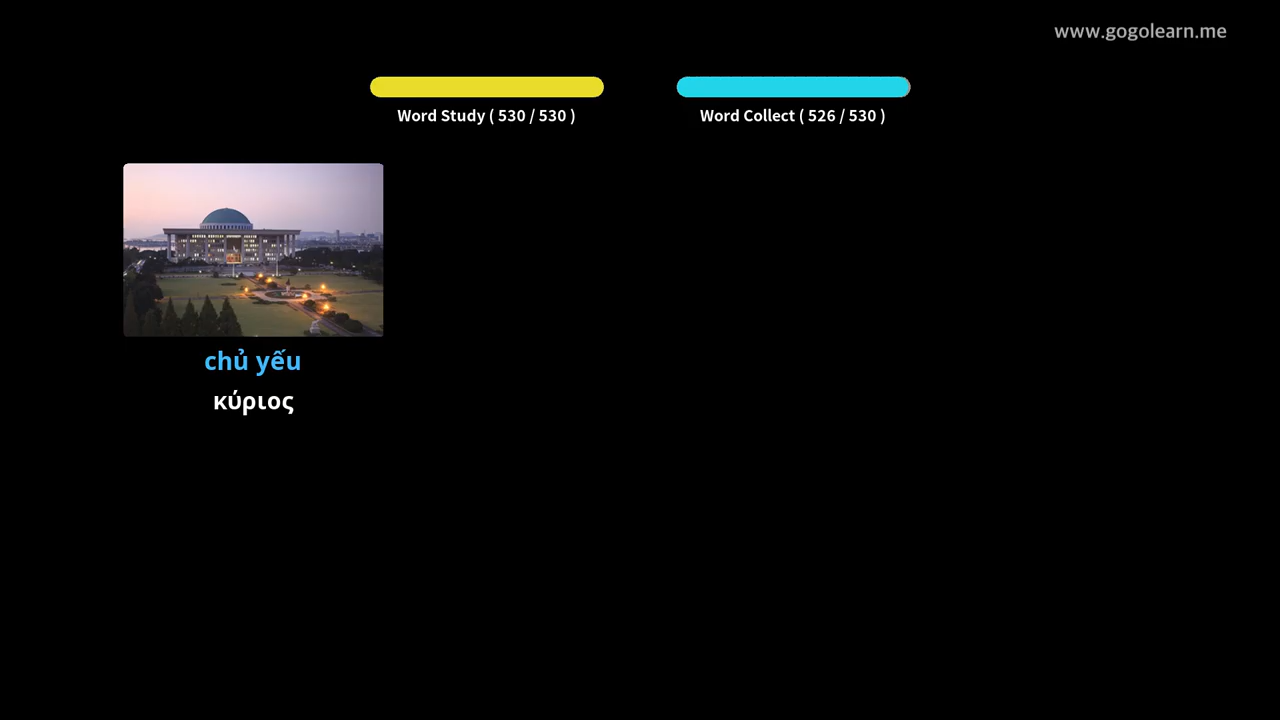 www.gogolearn.me
Word Study ( 530 / 530 )
Word Collect ( 526 / 530 )
chủ yếu
κύριος